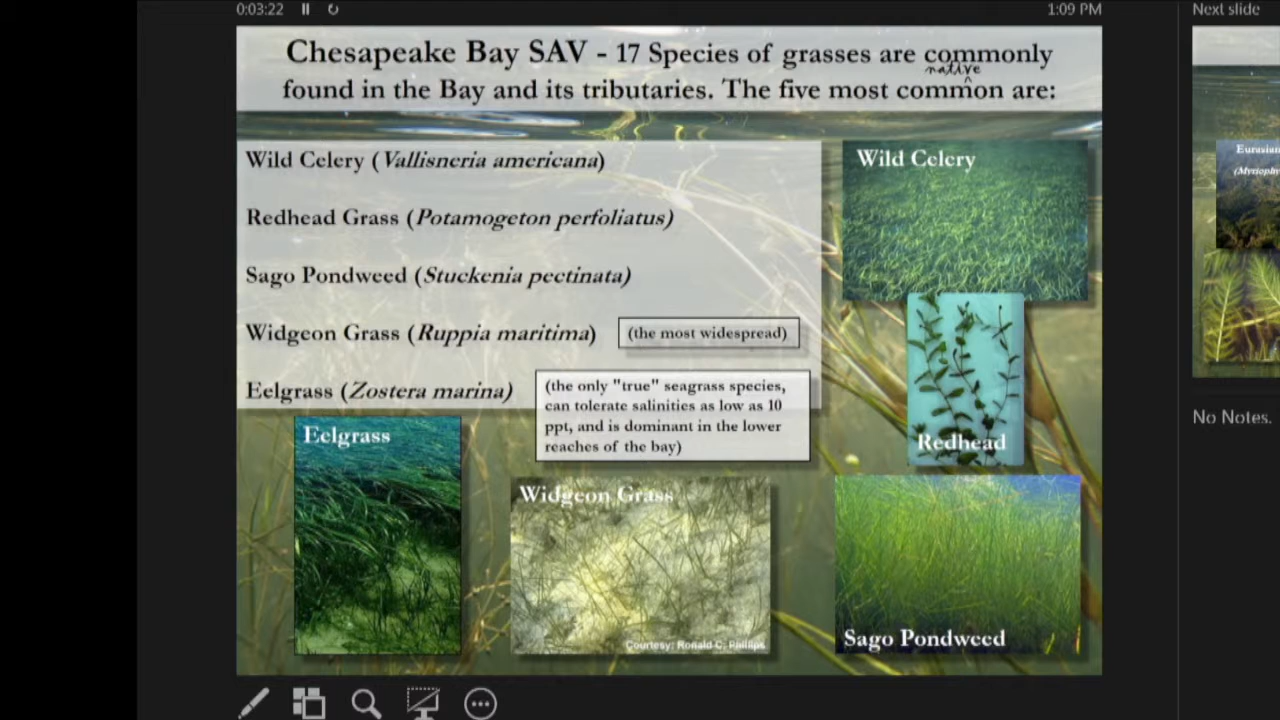 0:03:22
1:09 PM
Next slide
Chesapeake Bay SAV - 17 Species of grasses are commonly
native
found in the Bay and its tributaries. The five most common are:
Wild Celery (Vallisneria americana)
Redhead Grass (Potamogeton perfoliatus)
Sago Pondweed (Stuckenia pectinata)
Widgeon Grass (Ruppia maritima)
(the most widespread)
Eelgrass (Zostera marina)
(the only "true" seagrass species,
can tolerate salinities as low as 10
ppt, and is dominant in the lower
reaches of the bay)
Wild Celery
Redhead
Eelgrass
Widgeon Grass
Courtesy: Ronald C. Phillips
Sago Pondweed
Eurasian
(Myriophy
No Notes.